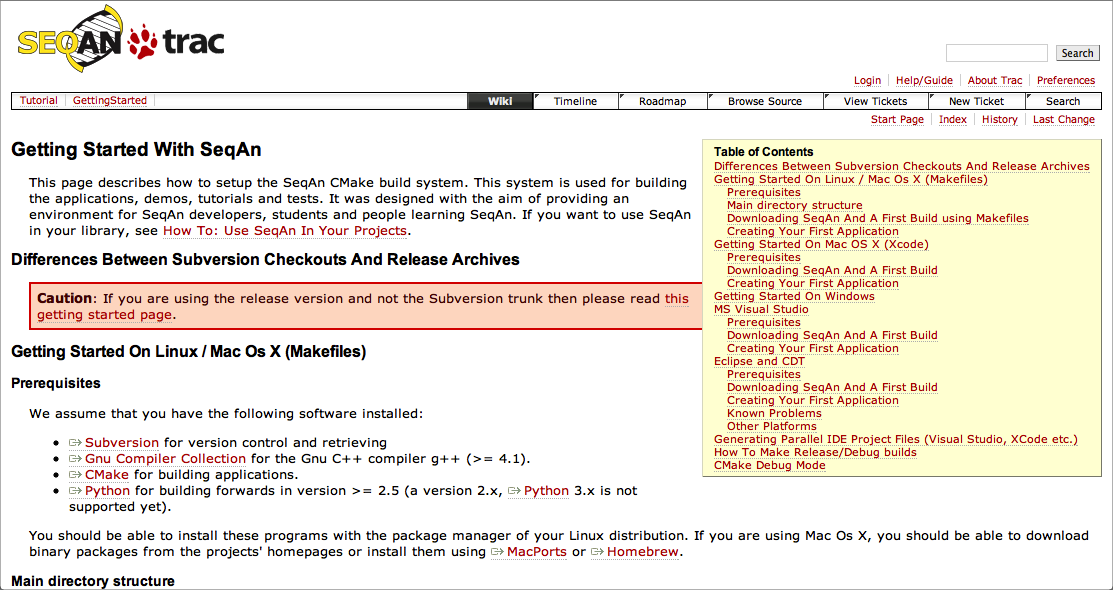 SEQAN trac
Search
Login Help/Guide About Trac Preferences
Tutorial GettingStarted Wiki Timeline Roadmap Browse Source View Tickets New Ticket Search
Start Page Index History Last Change
Getting Started With SeqAn
This page describes how to setup the SeqAn CMake build system. This system is used for building
the applications, demos, tutorials and tests. It was designed with the aim of providing an
environment for SeqAn developers, students and people learning SeqAn. If you want to use SeqAn
in your library, see How To: Use SeqAn In Your Projects.
Differences Between Subversion Checkouts And Release Archives
Caution: If you are using the release version and not the Subversion trunk then please read this
getting started page.
Table of Contents
Differences Between Subversion Checkouts And Release Archives
Getting Started On Linux / Mac Os X (Makefiles)
Prerequisites
Main directory structure
Downloading SeqAn And A First Build using Makefiles
Creating Your First Application
Getting Started On Mac OS X (Xcode)
Prerequisites
Downloading SeqAn And A First Build
Creating Your First Application
Getting Started On Windows
MS Visual Studio
Prerequisites
Downloading SeqAn And A First Build
Creating Your First Application
Eclipse and CDT
Prerequisites
Downloading SeqAn And A First Build
Creating Your First Application
Known Problems
Other Platforms
Generating Parallel IDE Project Files (Visual Studio, XCode etc.)
How To Make Release/Debug builds
CMake Debug Mode
Getting Started On Linux / Mac Os X (Makefiles)
Prerequisites
We assume that you have the following software installed:
• Subversion for version control and retrieving
• Gnu Compiler Collection for the Gnu C++ compiler g++ (>= 4.1).
• CMake for building applications.
• Python for building forwards in version >= 2.5 (a version 2.x, Python 3.x is not
supported yet).
You should be able to install these programs with the package manager of your Linux distribution. If you are using Mac Os X, you should be able to download
binary packages from the projects' homepages or install them using MacPorts or Homebrew.
Main directory structure